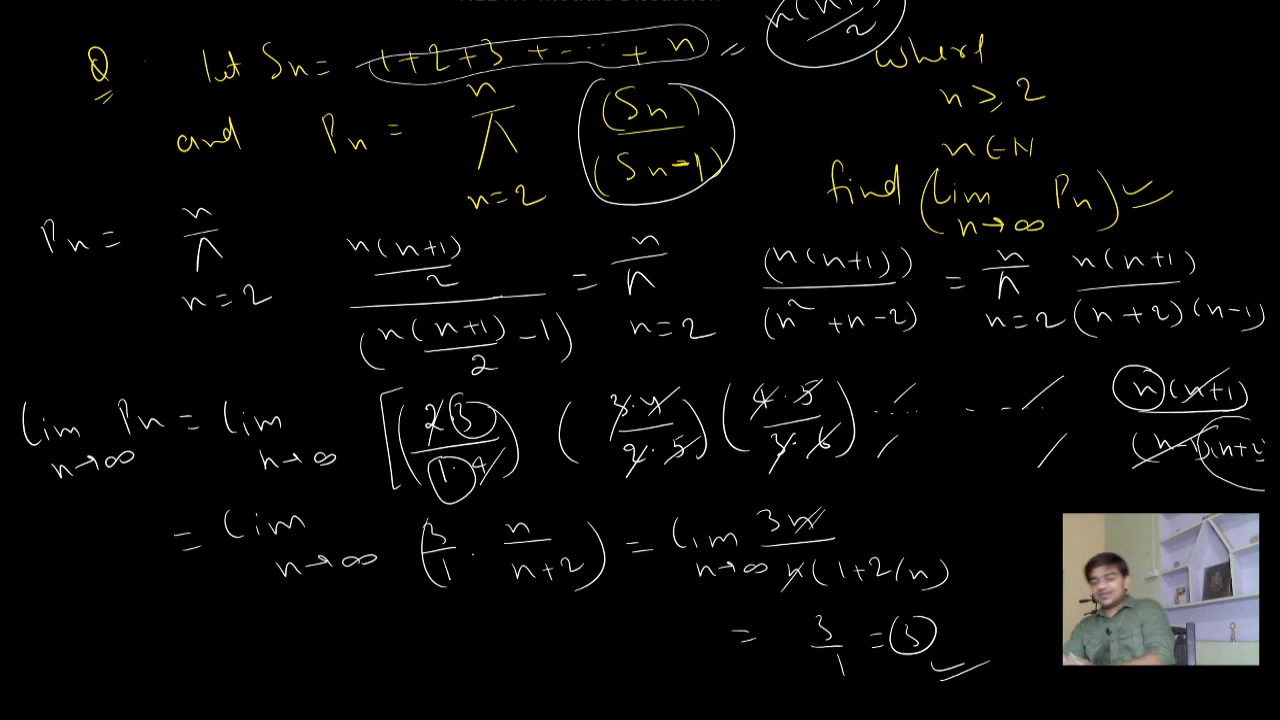 Q let Sn = 1+2+3+---+n = n(n+1)/2 where
n ≥ 2
and Pn = n π n=2 (Sn)/(Sn-1)
n ∈ N
find (Lim n→∞ Pn)
Pn = n π n=2 (n(n+1)/2)/(n(n+1)/2 -1) = n π n=2 (n(n+1))/(n²+n-2) = n π n=2 n(n+1)/(n+2)(n-1)
Lim n→∞ Pn = Lim n→∞ [(2·3/1·4) (3·4/2·5) (4·5/3·6) ........ n(n+1)/(n-1)(n+2)
= Lim n→∞ (3/1 · n/n+2) = Lim n→∞ 3n/n(1+2/n)
= 3/1 = 3